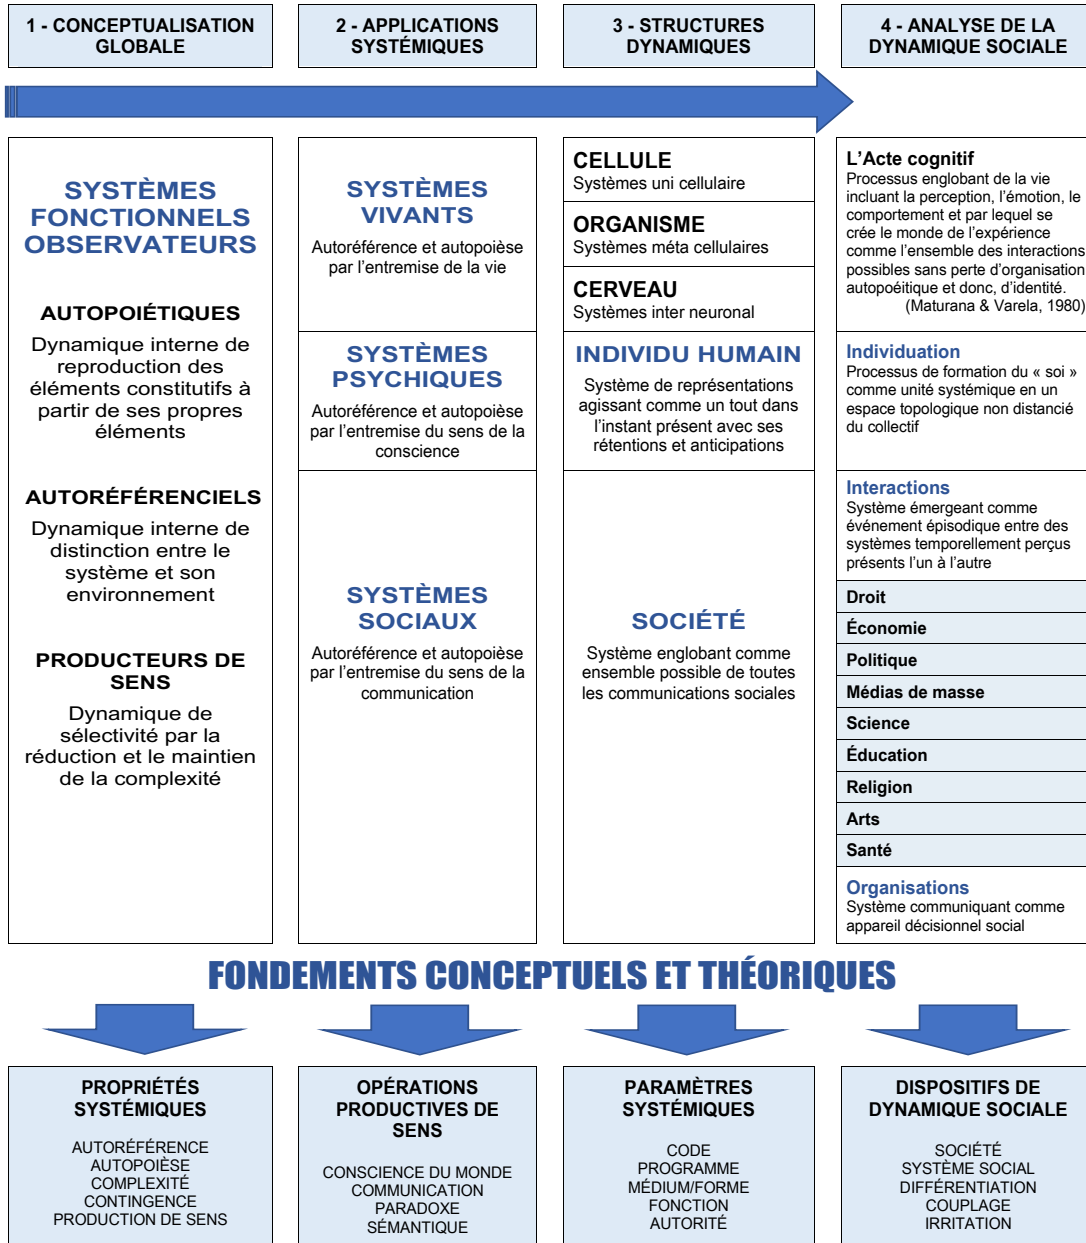 1 - CONCEPTUALISATION
GLOBALE
2 - APPLICATIONS
SYSTÉMIQUES
3 - STRUCTURES
DYNAMIQUES
4 - ANALYSE DE LA
DYNAMIQUE SOCIALE
SYSTÈMES
FONCTIONNELS
OBSERVATEURS
AUTOPOIÉTIQUES
Dynamique interne de
reproduction des
éléments constitutifs à
partir de ses propres
éléments
AUTORÉFÉRENCIELS
Dynamique interne de
distinction entre le
système et son
environnement
PRODUCTEURS DE
SENS
Dynamique de
sélectivité par la
réduction et le maintien
de la complexité
SYSTÈMES
VIVANTS
Autoréférence et autopoièse
par l'entremise de la vie
SYSTÈMES
PSYCHIQUES
Autoréférence et autopoièse
par l'entremise du sens de la
conscience
SYSTÈMES
SOCIAUX
Autoréférence et autopoièse
par l'entremise du sens de la
communication
CELLULE
Systèmes uni cellulaire
ORGANISME
Systèmes méta cellulaires
CERVEAU
Systèmes inter neuronal
INDIVIDU HUMAIN
Système de représentations
agissant comme un tout dans
l'instant présent avec ses
rétentions et anticipations
SOCIÉTÉ
Système englobant comme
ensemble possible de toutes
les communications sociales
L'Acte cognitif
Processus englobant de la vie
incluant la perception, l'émotion, le
comportement et par lequel se
crée le monde de l'expérience
comme l'ensemble des interactions
possibles sans perte d'organisation
autopoéitique et donc, d'identité.
(Maturana & Varela, 1980)
Individuation
Processus de formation du « soi »
comme unité systémique en un
espace topologique non distancié
du collectif
Interactions
Système émergeant comme
événement épisodique entre des
systèmes temporellement perçus
présents l'un à l'autre
Droit
Économie
Politique
Médias de masse
Science
Éducation
Religion
Arts
Santé
Organisations
Système communiquant comme
appareil décisionnel social
FONDEMENTS CONCEPTUELS ET THÉORIQUES
PROPRIÉTÉS
SYSTÉMIQUES
AUTORÉFÉRENCE
AUTOPOIÈSE
COMPLEXITÉ
CONTINGENCE
PRODUCTION DE SENS
OPÉRATIONS
PRODUCTIVES DE
SENS
CONSCIENCE DU MONDE
COMMUNICATION
PARADOXE
SÉMANTIQUE
PARAMÈTRES
SYSTÉMIQUES
CODE
PROGRAMME
MÉDIUM/FORME
FONCTION
AUTORITÉ
DISPOSITIFS DE
DYNAMIQUE SOCIALE
SOCIÉTÉ
SYSTÈME SOCIAL
DIFFÉRENTIATION
COUPLAGE
IRRITATION